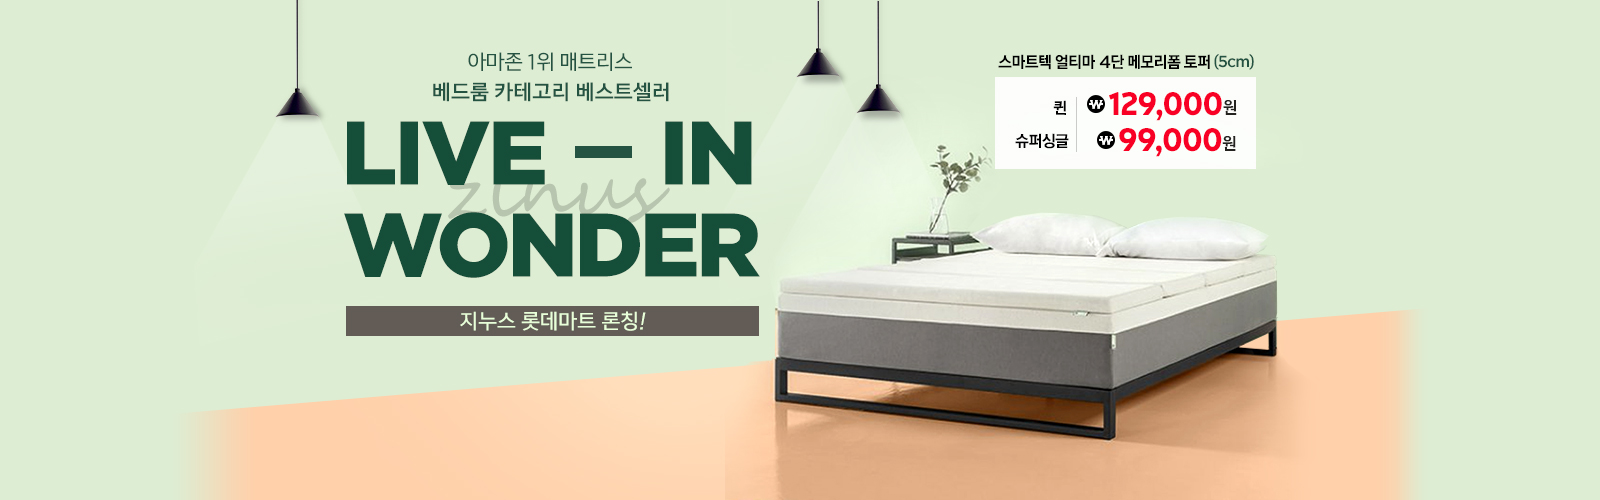 아마존 1위 매트리스
베드룸 카테고리 베스트셀러
LIVE — IN
zinus
WONDER
지누스 롯데마트 론칭!
스마트텍 얼티마 4단 메모리폼 토퍼 (5cm)
퀸 ₩ 129,000원
슈퍼싱글 ₩ 99,000원